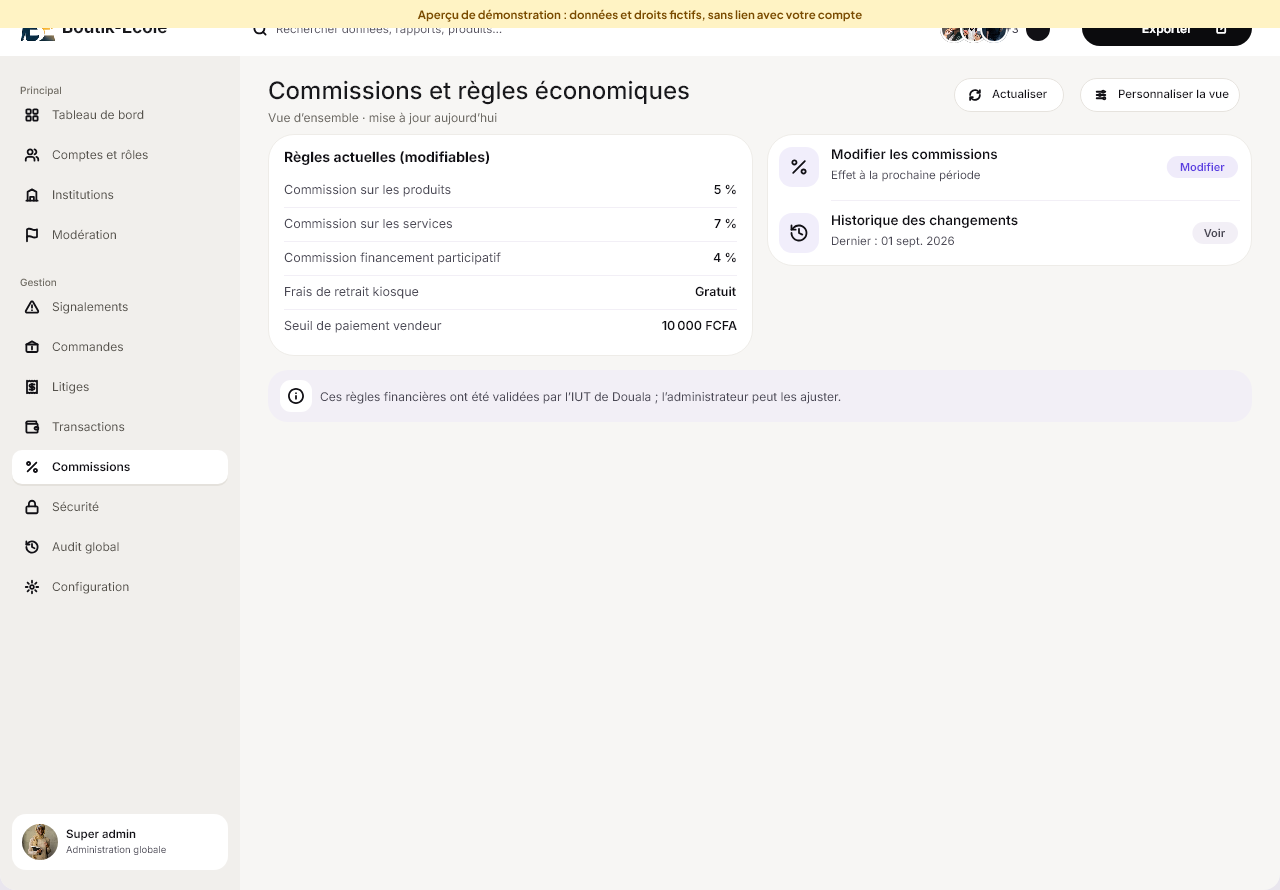 Aperçu de démonstration : données et droits fictifs, sans lien avec votre compte
Boutik-École
Rechercher données, rapports, produits...
+3
Exporter
Principal
Tableau de bord
Comptes et rôles
Institutions
Modération
Gestion
Signalements
Commandes
Litiges
Transactions
Commissions
Sécurité
Audit global
Configuration
Super admin
Administration globale
Commissions et règles économiques
Vue d’ensemble · mise à jour aujourd’hui
Actualiser
Personnaliser la vue
Règles actuelles (modifiables)
Commission sur les produits 5 %
Commission sur les services 7 %
Commission financement participatif 4 %
Frais de retrait kiosque Gratuit
Seuil de paiement vendeur 10 000 FCFA
Modifier les commissions
Effet à la prochaine période
Modifier
Historique des changements
Dernier : 01 sept. 2026
Voir
Ces règles financières ont été validées par l’IUT de Douala ; l’administrateur peut les ajuster.